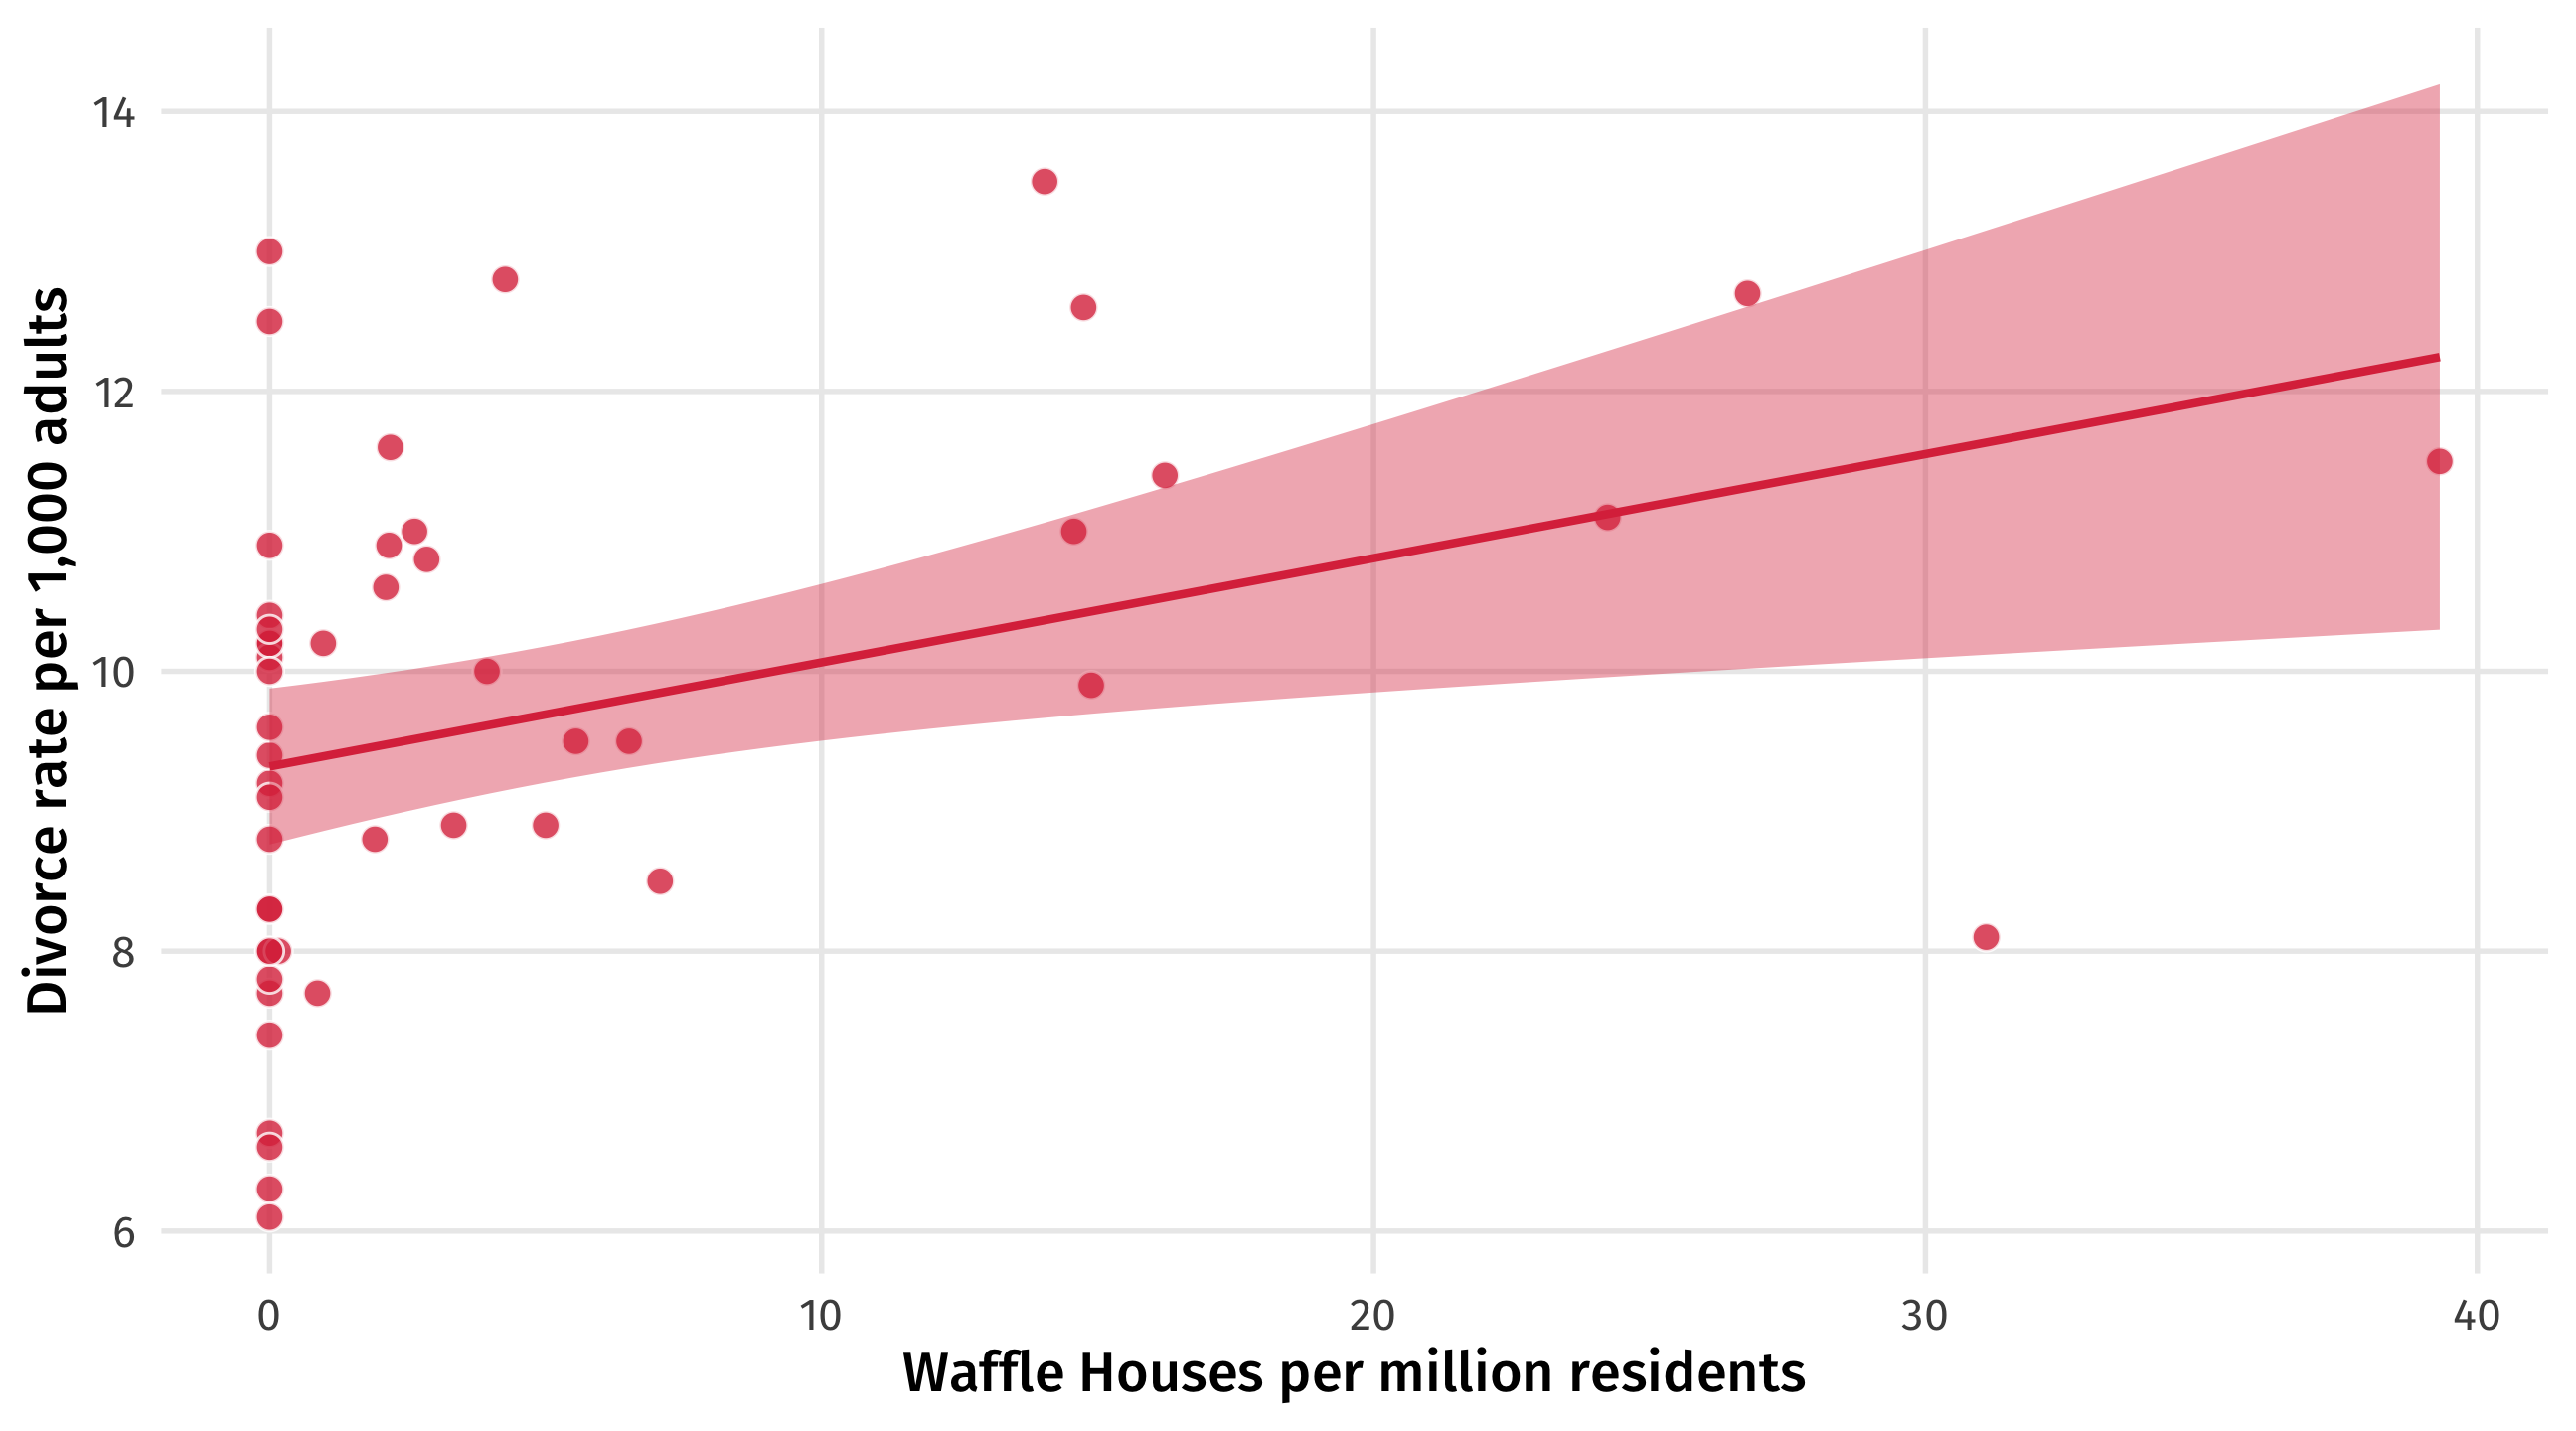 Divorce rate per 1,000 adults
14
12
10
8
6
0 10 20 30 40
Waffle Houses per million residents